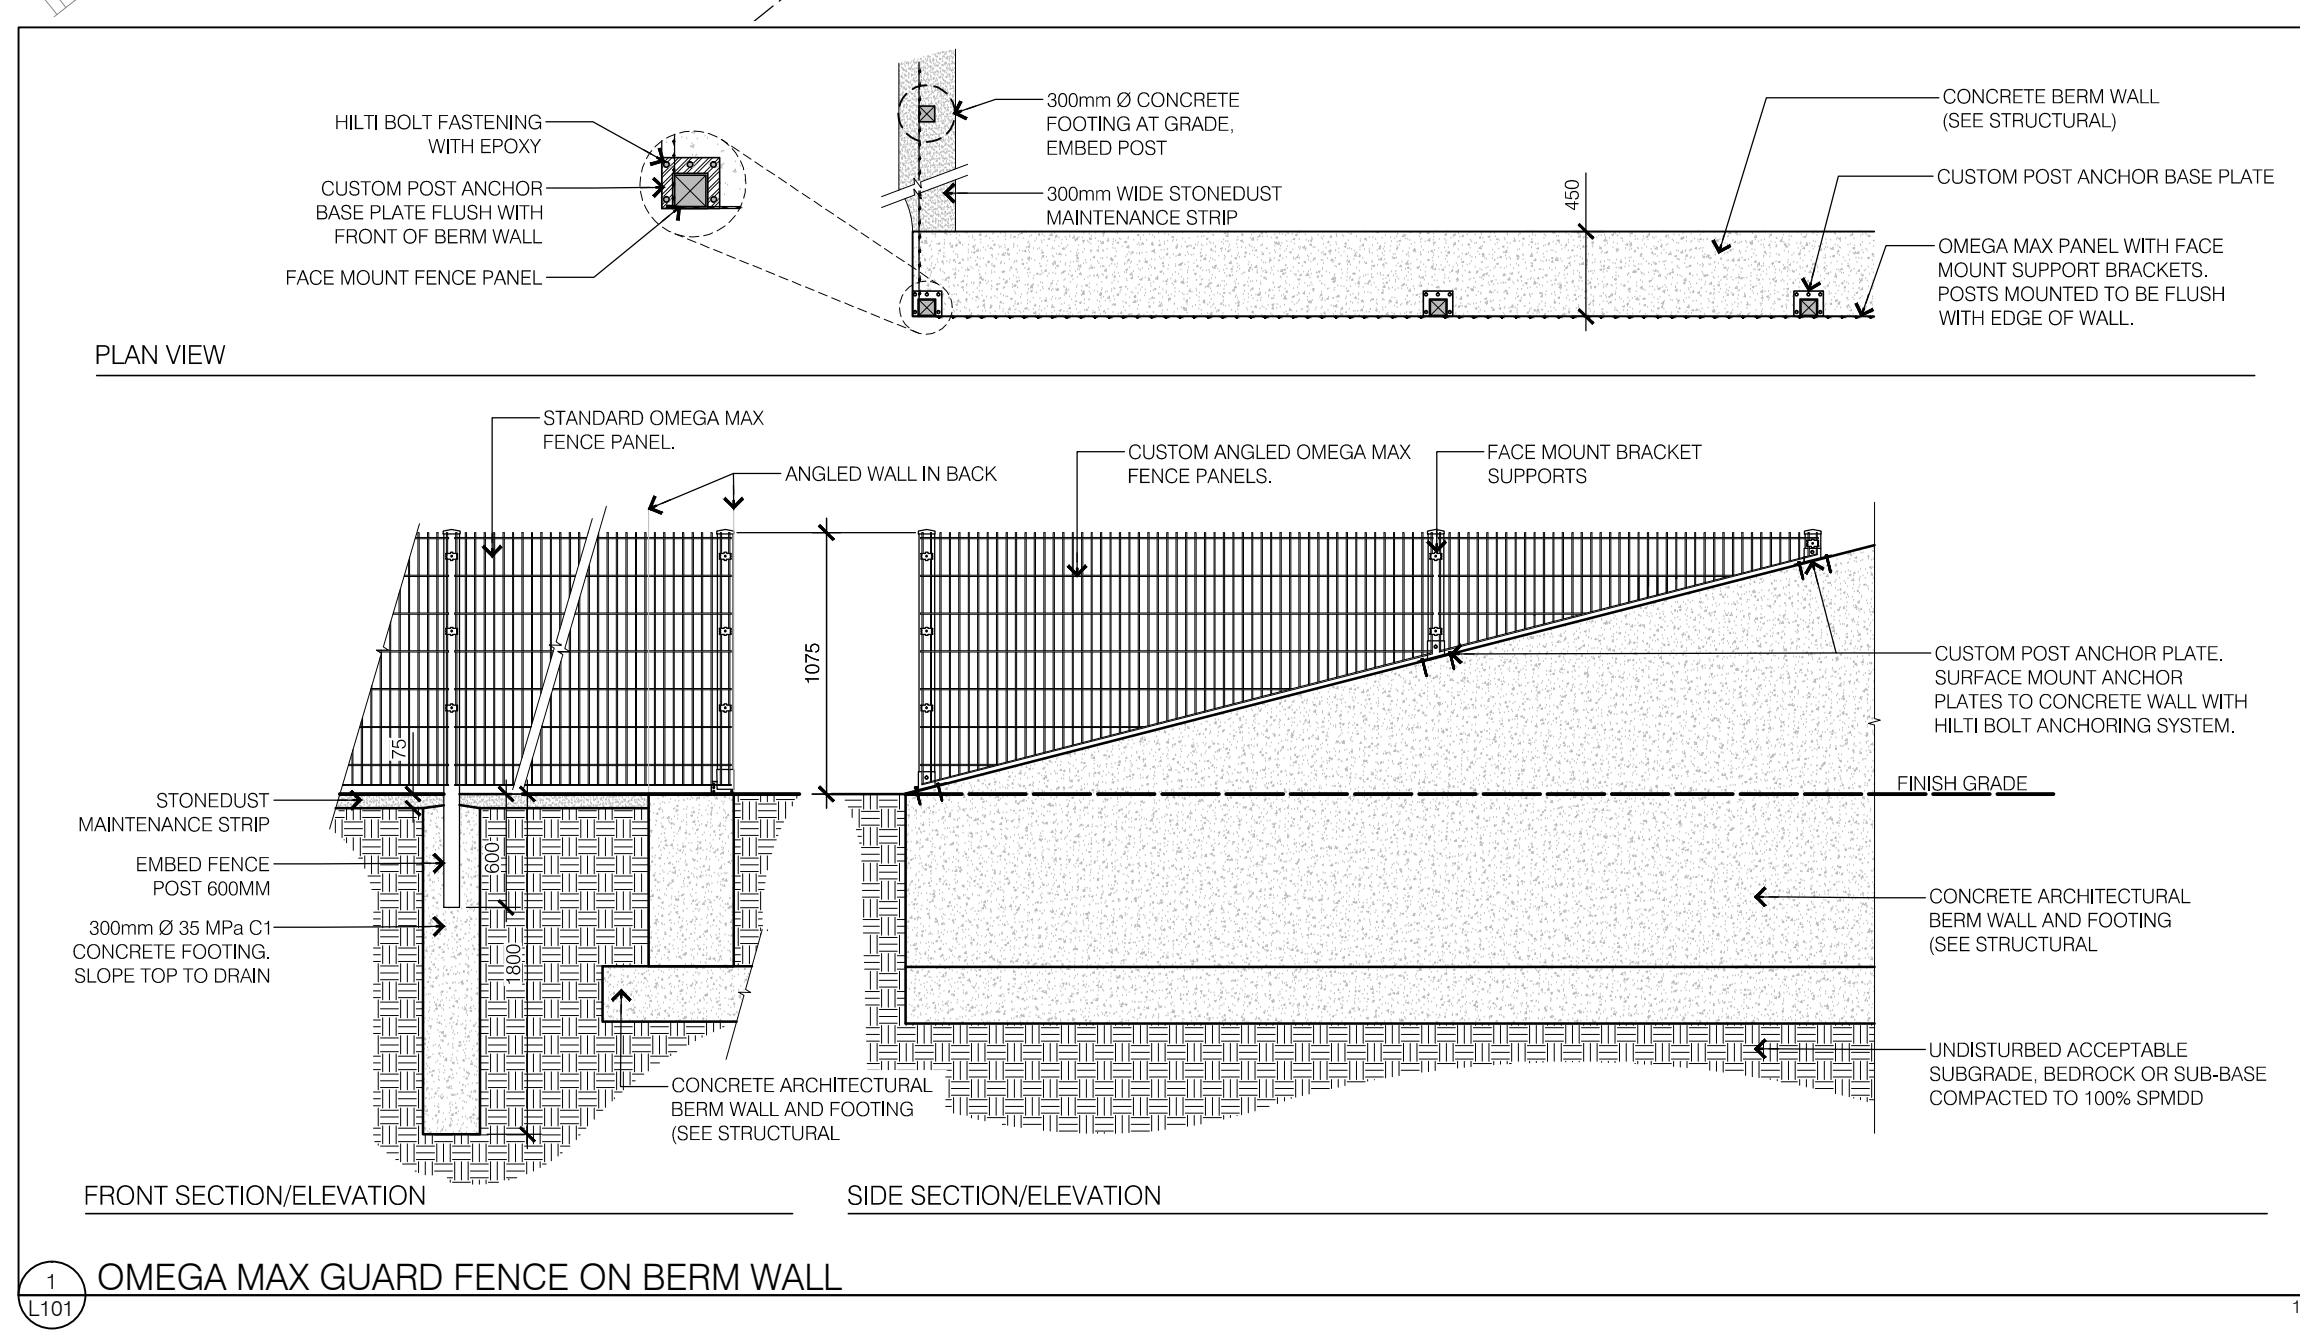 HILTI BOLT FASTENING
WITH EPOXY
CUSTOM POST ANCHOR
BASE PLATE FLUSH WITH
FRONT OF BERM WALL
FACE MOUNT FENCE PANEL
300mm Ø CONCRETE
FOOTING AT GRADE,
EMBED POST
300mm WIDE STONEDUST
MAINTENANCE STRIP
450
CONCRETE BERM WALL
(SEE STRUCTURAL)
CUSTOM POST ANCHOR BASE PLATE
OMEGA MAX PANEL WITH FACE
MOUNT SUPPORT BRACKETS.
POSTS MOUNTED TO BE FLUSH
WITH EDGE OF WALL.
PLAN VIEW
STANDARD OMEGA MAX
FENCE PANEL.
ANGLED WALL IN BACK
CUSTOM ANGLED OMEGA MAX
FENCE PANELS.
FACE MOUNT BRACKET
SUPPORTS
1075
75
STONEDUST
MAINTENANCE STRIP
EMBED FENCE
POST 600MM
300mm Ø 35 MPa C1
CONCRETE FOOTING.
SLOPE TOP TO DRAIN
600
1800
CONCRETE ARCHITECTURAL
BERM WALL AND FOOTING
(SEE STRUCTURAL
CUSTOM POST ANCHOR PLATE.
SURFACE MOUNT ANCHOR
PLATES TO CONCRETE WALL WITH
HILTI BOLT ANCHORING SYSTEM.
FINISH GRADE
CONCRETE ARCHITECTURAL
BERM WALL AND FOOTING
(SEE STRUCTURAL
UNDISTURBED ACCEPTABLE
SUBGRADE, BEDROCK OR SUB-BASE
COMPACTED TO 100% SPMDD
FRONT SECTION/ELEVATION
SIDE SECTION/ELEVATION
1
L101
OMEGA MAX GUARD FENCE ON BERM WALL
1